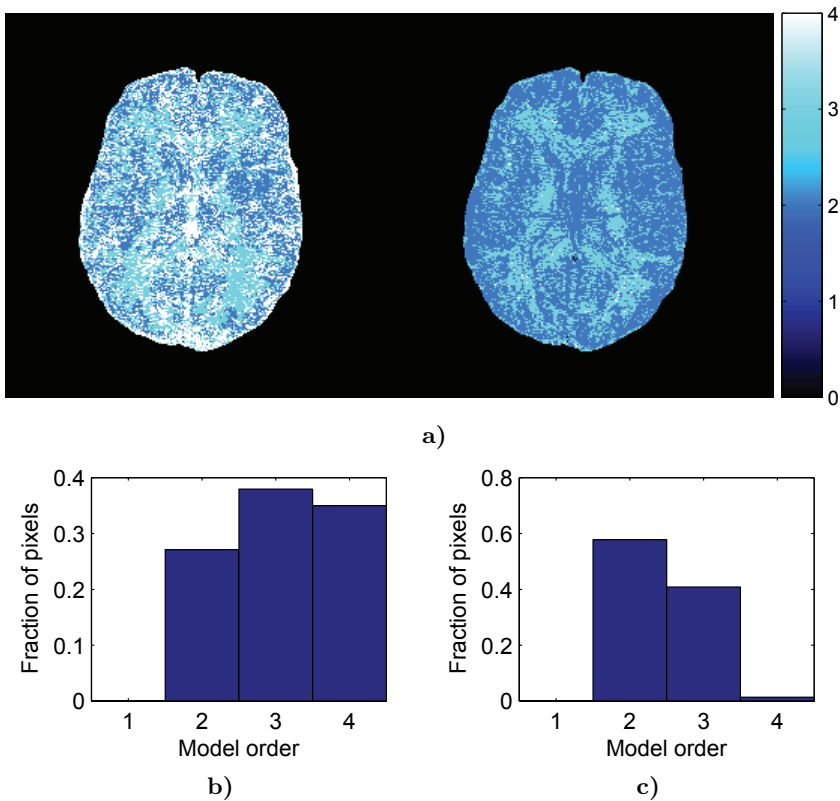 4
3
2
1
0
a)
0.4
0.3
0.2
0.1
0
Fraction of pixels
1 2 3 4
Model order
b)
0.8
0.6
0.4
0.2
0
Fraction of pixels
1 2 3 4
Model order
c)